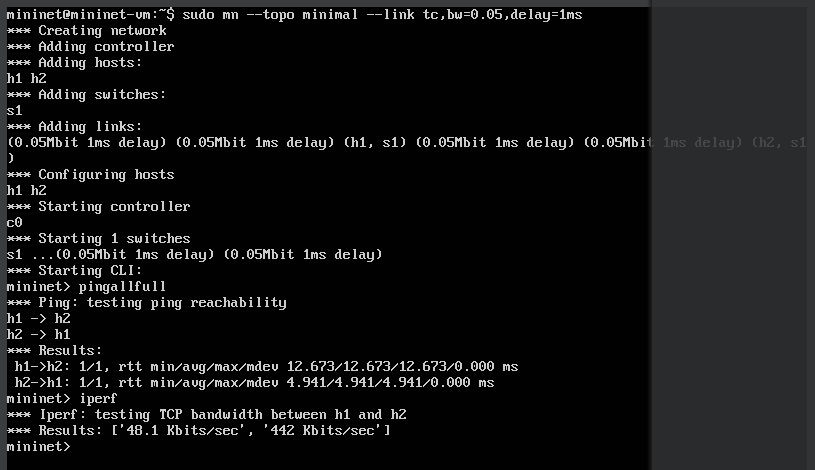 mininet@mininet-vm:~$ sudo mn --topo minimal --link tc,bw=0.05,delay=1ms
*** Creating network
*** Adding controller
*** Adding hosts:
h1 h2
*** Adding switches:
s1
*** Adding links:
(0.05Mbit 1ms delay) (0.05Mbit 1ms delay) (h1, s1) (0.05Mbit 1ms delay) (0.05Mbit 1ms delay) (h2, s1
)
*** Configuring hosts
h1 h2
*** Starting controller
c0
*** Starting 1 switches
s1 ...(0.05Mbit 1ms delay) (0.05Mbit 1ms delay)
*** Starting CLI:
mininet> pingallfull
*** Ping: testing ping reachability
h1 -> h2
h2 -> h1
*** Results:
 h1->h2: 1/1, rtt min/avg/max/mdev 12.673/12.673/12.673/0.000 ms
 h2->h1: 1/1, rtt min/avg/max/mdev 4.941/4.941/4.941/0.000 ms
mininet> iperf
*** Iperf: testing TCP bandwidth between h1 and h2
*** Results: ['48.1 Kbits/sec', '442 Kbits/sec']
mininet>